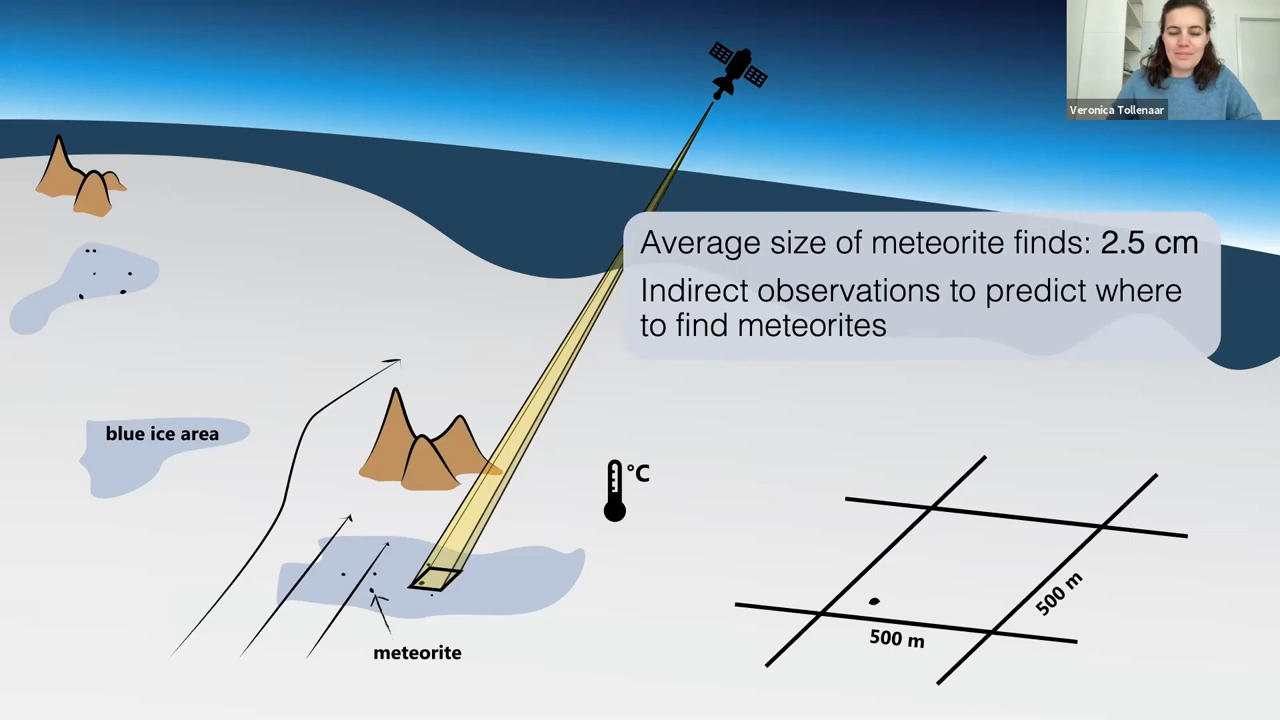 Veronica Tollenaar
Average size of meteorite finds: 2.5 cm
Indirect observations to predict where
to find meteorites
blue ice area
°C
500 m
500 m
meteorite